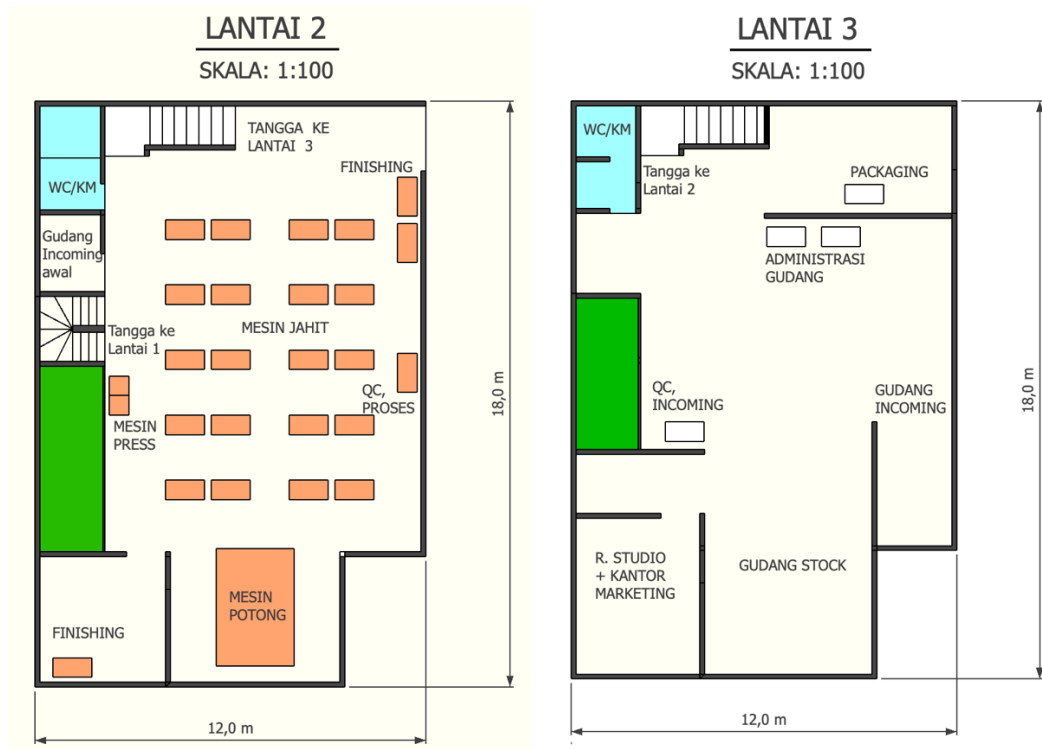 LANTAI 2
SKALA: 1:100
TANGGA KE
LANTAI 3
FINISHING
WC/KM
Gudang
Incoming
awal
Tangga ke
Lantai 1
MESIN JAHIT
QC,
PROSES
MESIN
PRESS
MESIN
POTONG
FINISHING
18,0 m
12,0 m
LANTAI 3
SKALA: 1:100
WC/KM
Tangga ke
Lantai 2
PACKAGING
ADMINISTRASI
GUDANG
QC,
INCOMING
GUDANG
INCOMING
R. STUDIO
+ KANTOR
MARKETING
GUDANG STOCK
18,0 m
12,0 m